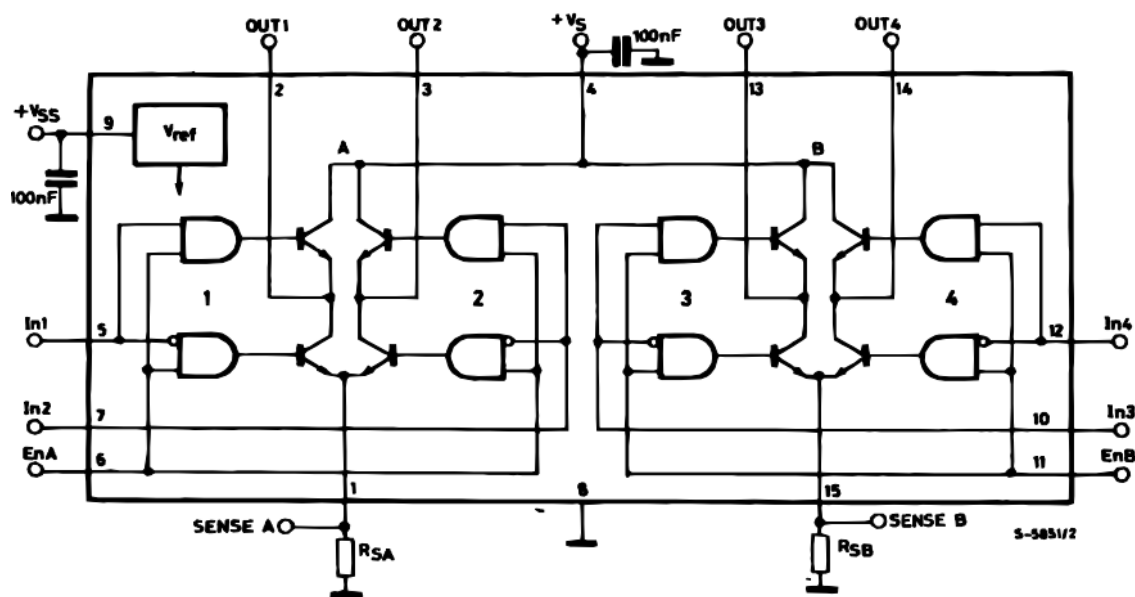 OUT1 OUT2 +VS 100nF OUT3 OUT4
2 3 4 13 14
+VSS 9 Vref
A B
100nF
1 2 3 4
In1 5 12 In4
In2 7 10 In3
EnA 6 11 EnB
1 8 15
SENSE A SENSE B
S-5851/2
RSA RSB